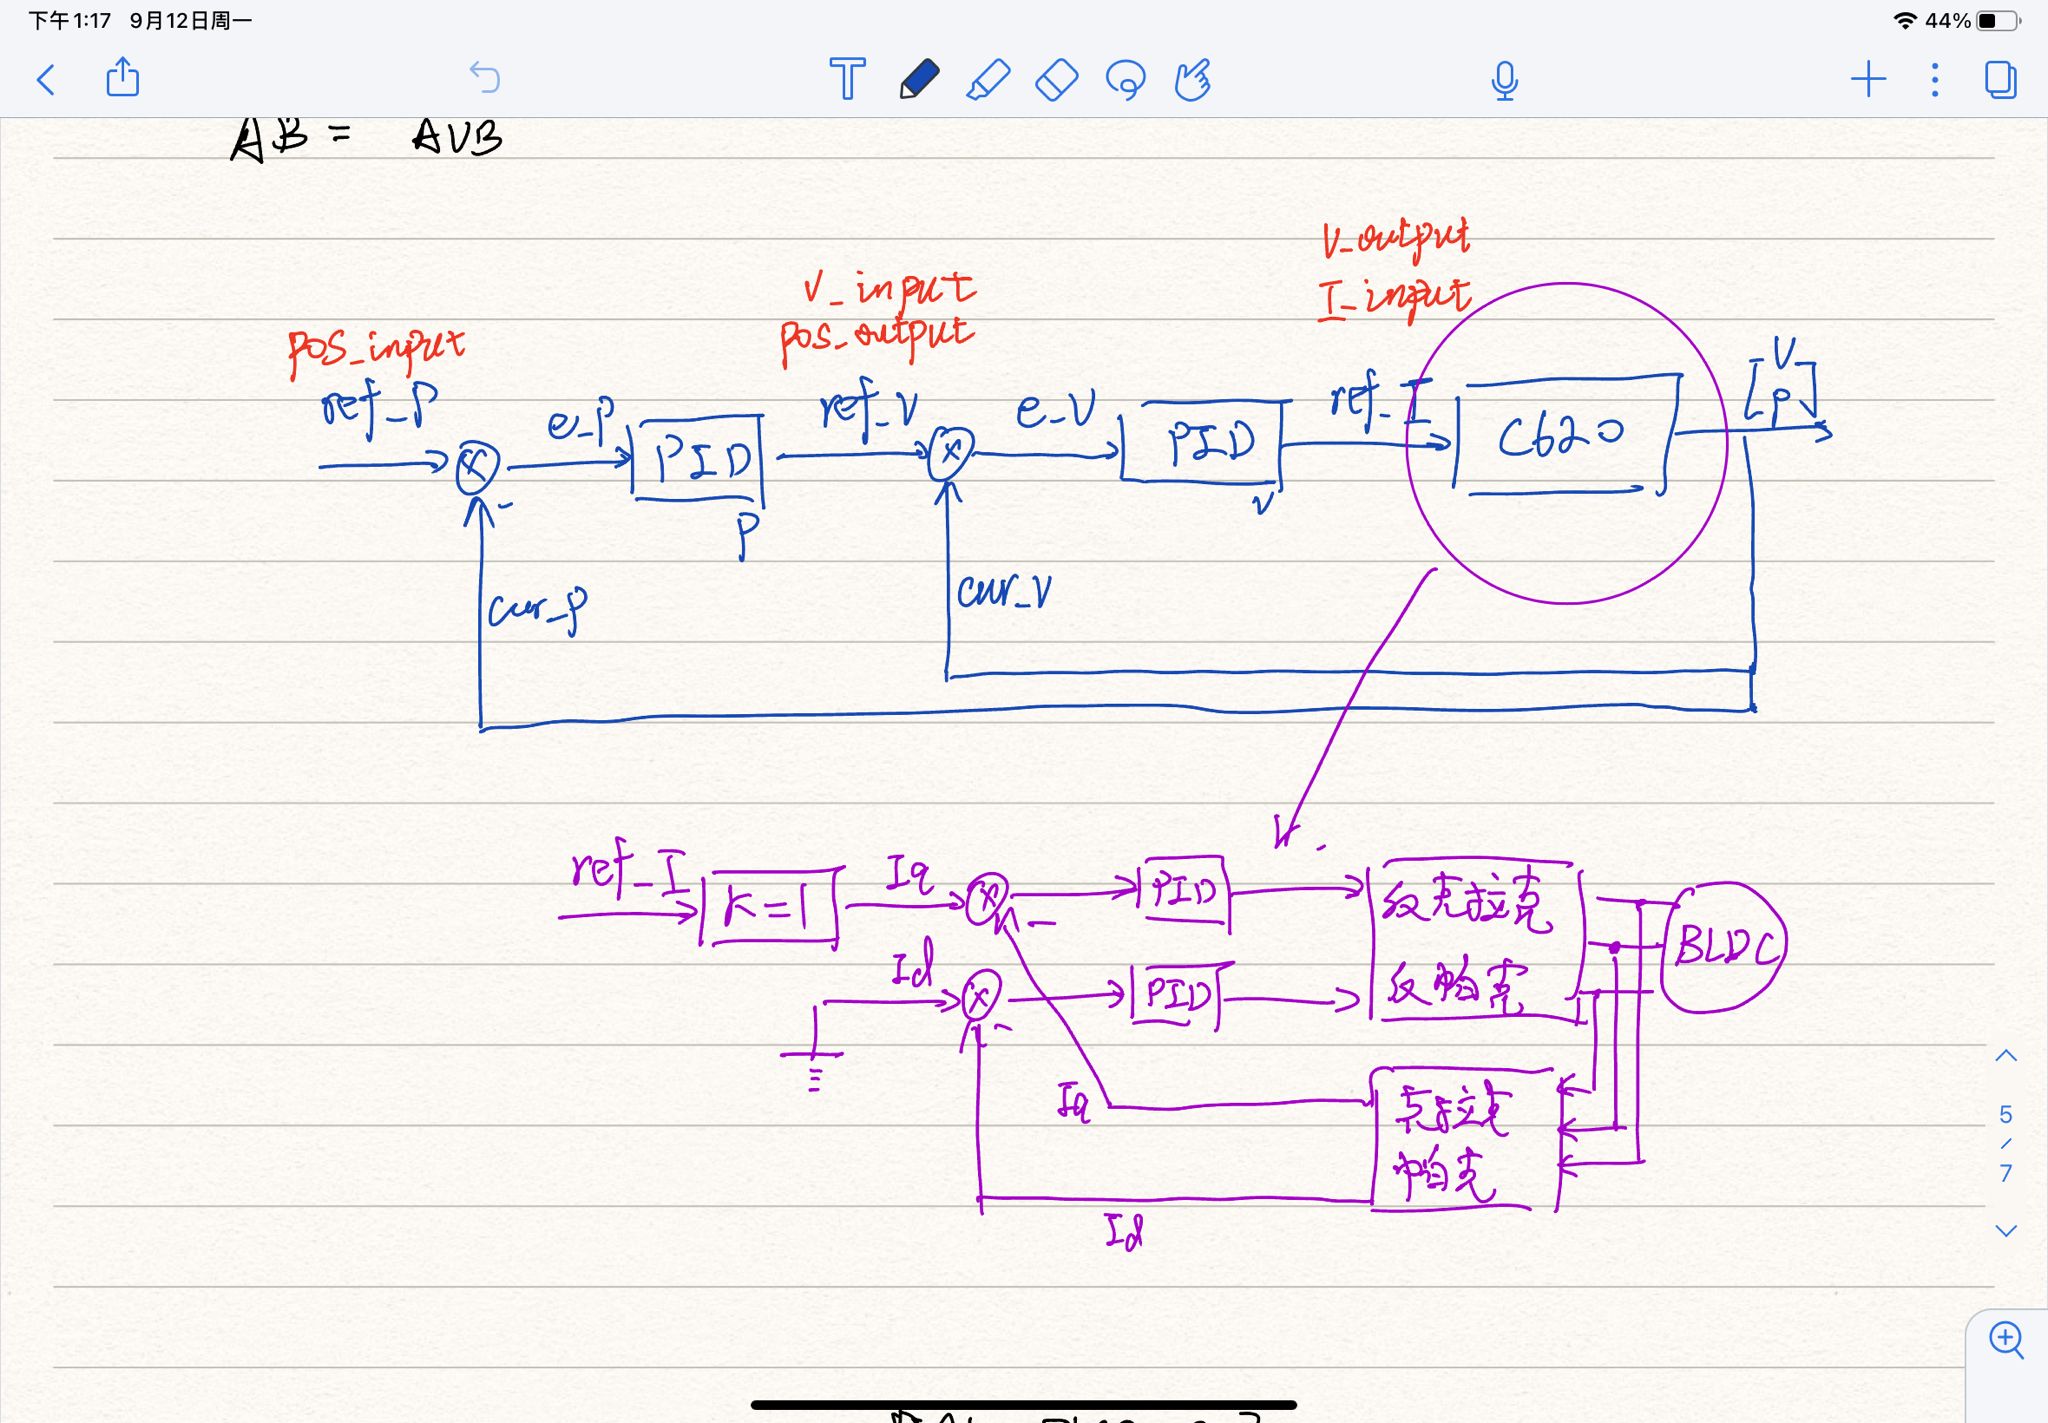 下午1:17 9月12日周一
44%
AB = AVB
V_output
I_input
V_input
pos_output
pos_input
ref_P
e_P
PID
P
ref_V
e_V
PID
V
ref_I
C620
V
P
-
cur_P
cur_V
ref_I
K=1
Iq
PID
反克拉克
反帕克
BLDC
-
Id
PID
-
Iq
克拉克
帕克
Id
5
/
7